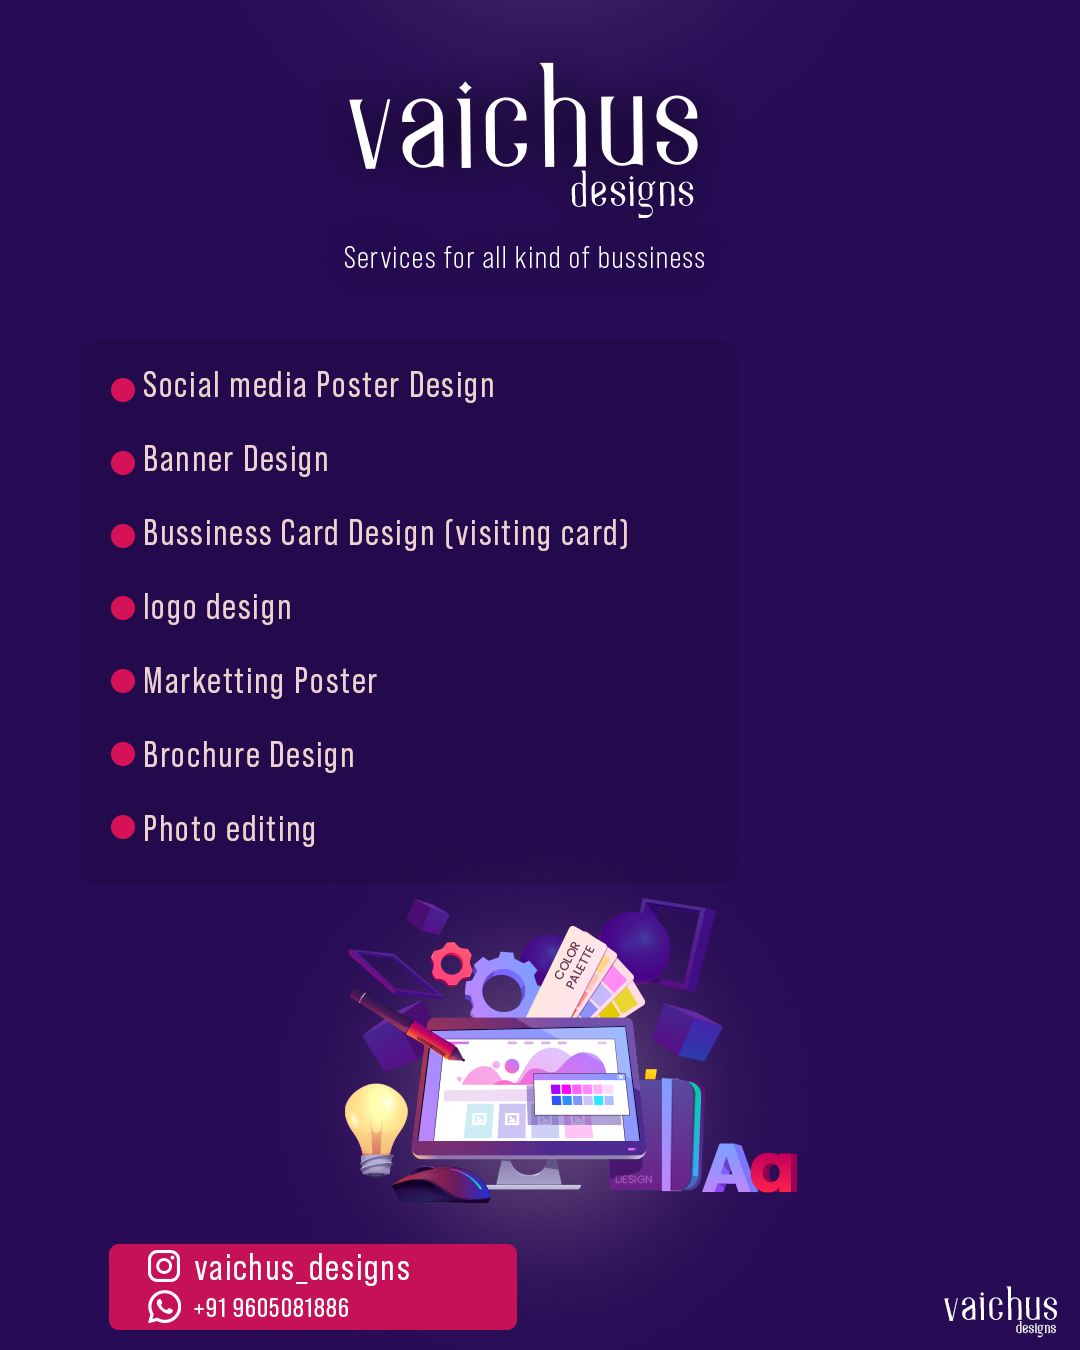 vaichus
designs
Services for all kind of bussiness
Social media Poster Design
Banner Design
Bussiness Card Design (visiting card)
logo design
Marketting Poster
Brochure Design
Photo editing
COLOR
PALETTE
DESIGN
Aa
vaichus_designs
+91 9605081886
vaichus
designs